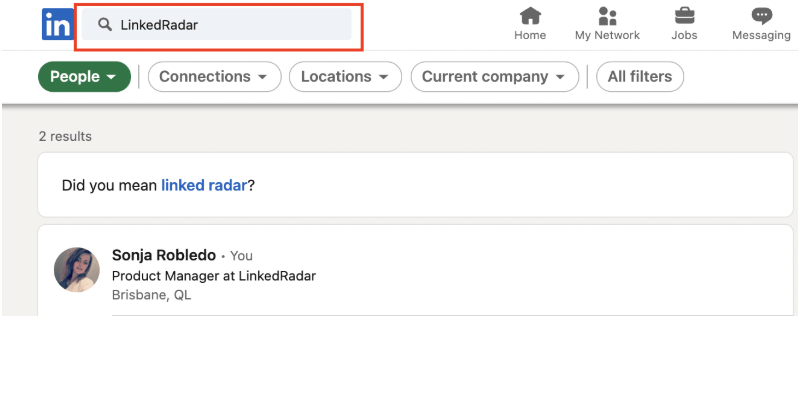 in LinkedRadar
Home My Network Jobs Messaging
People Connections Locations Current company All filters
2 results
Did you mean linked radar?
Sonja Robledo • You
Product Manager at LinkedRadar
Brisbane, QL